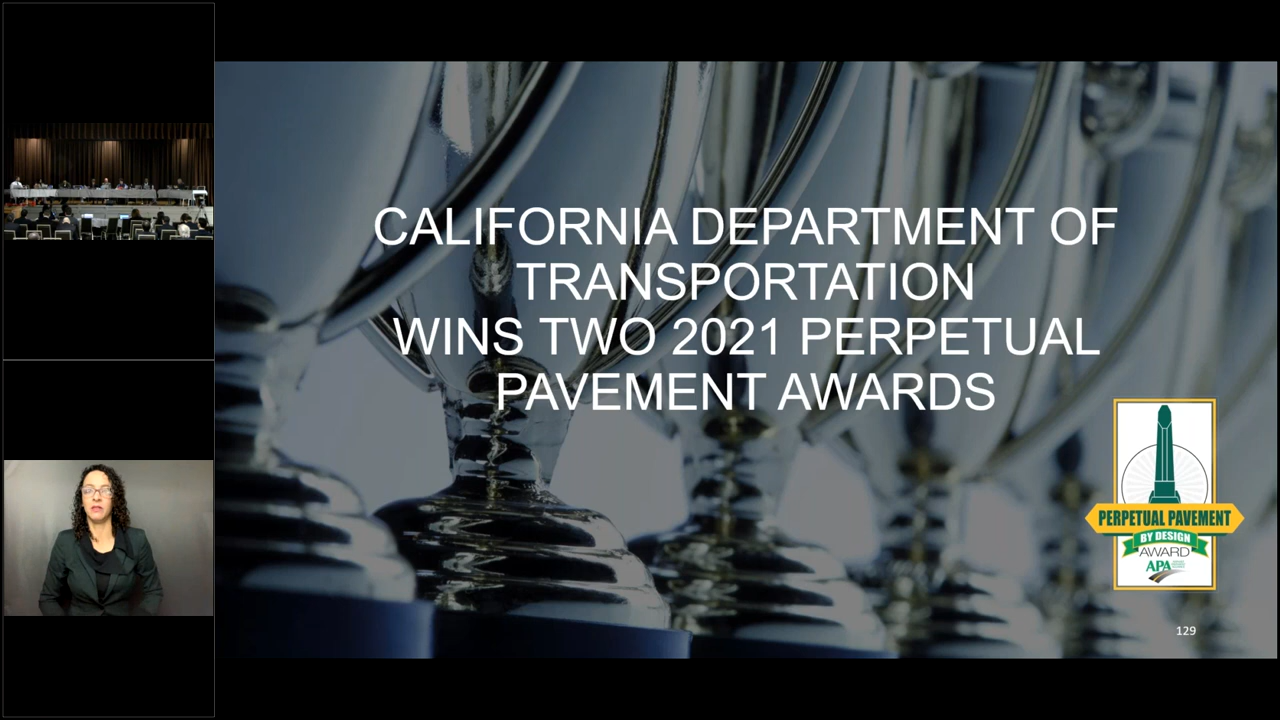 CALIFORNIA DEPARTMENT OF
TRANSPORTATION
WINS TWO 2021 PERPETUAL
PAVEMENT AWARDS
PERPETUAL PAVEMENT
BY DESIGN
AWARD
APA
129